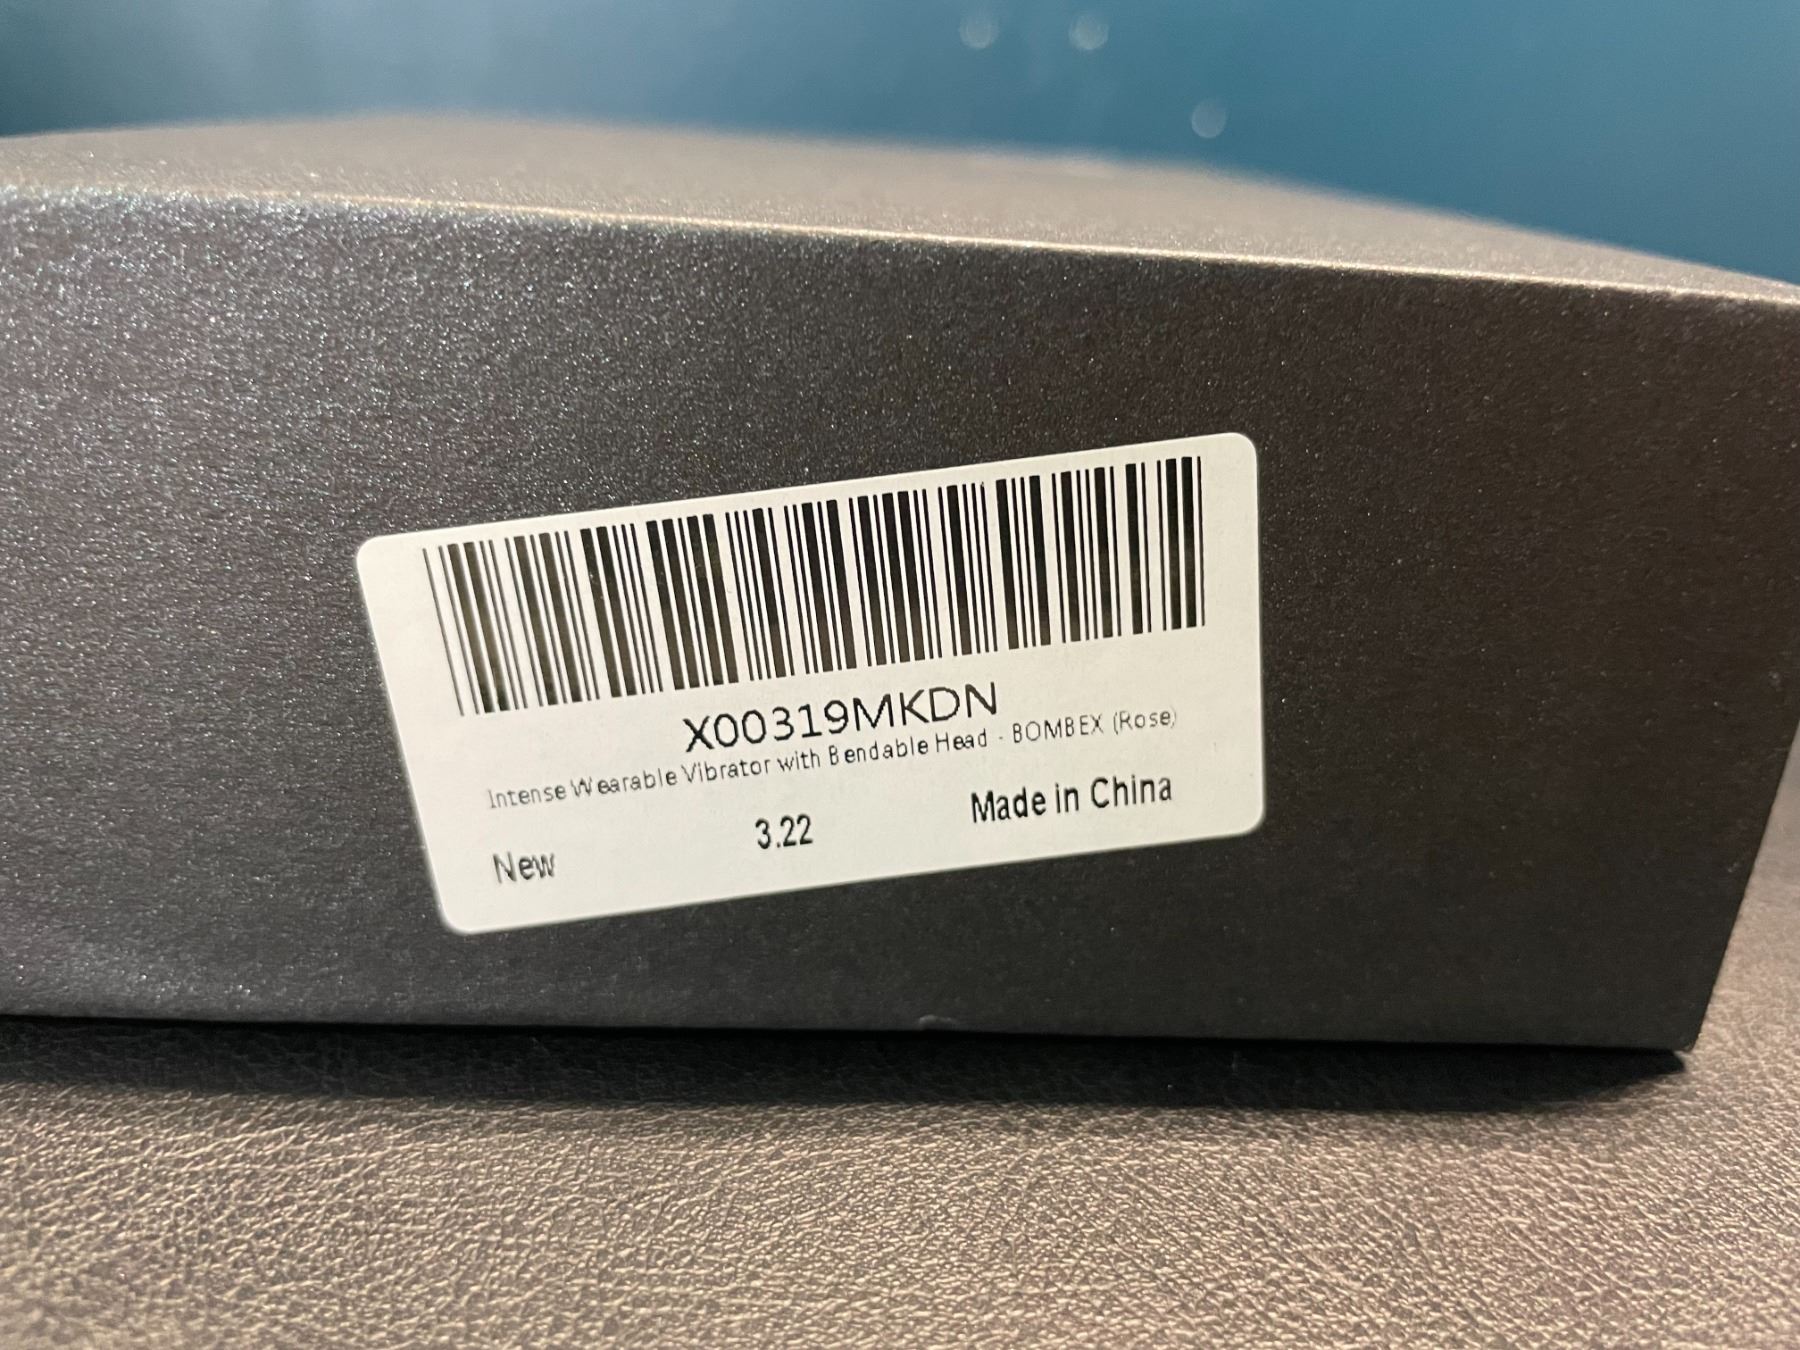 X00319MKDN
Intense Wearable Vibrator with Bendable Head - BOMBEX (Rose)
New 3.22 Made in China